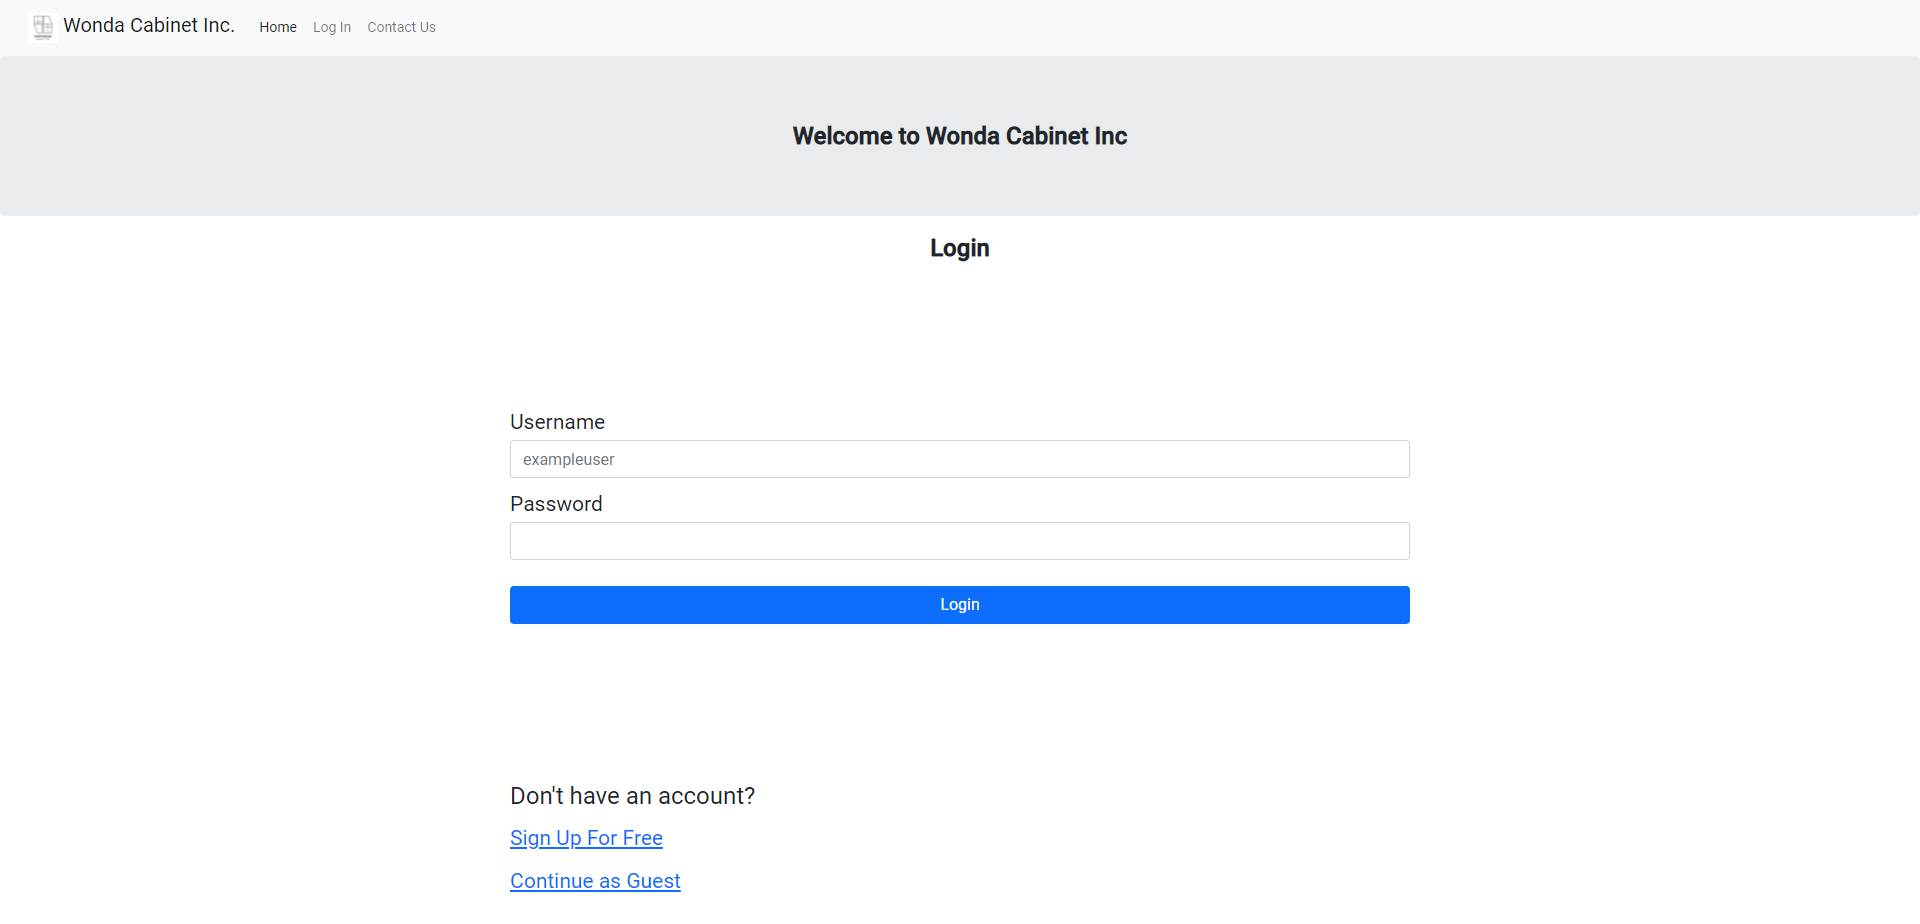 Wonda Cabinet Inc. Home Log In Contact Us
Welcome to Wonda Cabinet Inc
Login
Username
exampleuser
Password
Login
Don't have an account?
Sign Up For Free
Continue as Guest